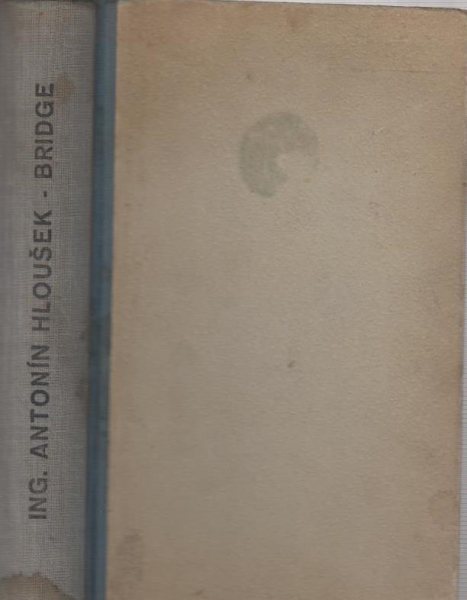 ING. ANTONÍN HLOUŠEK - BRIDGE